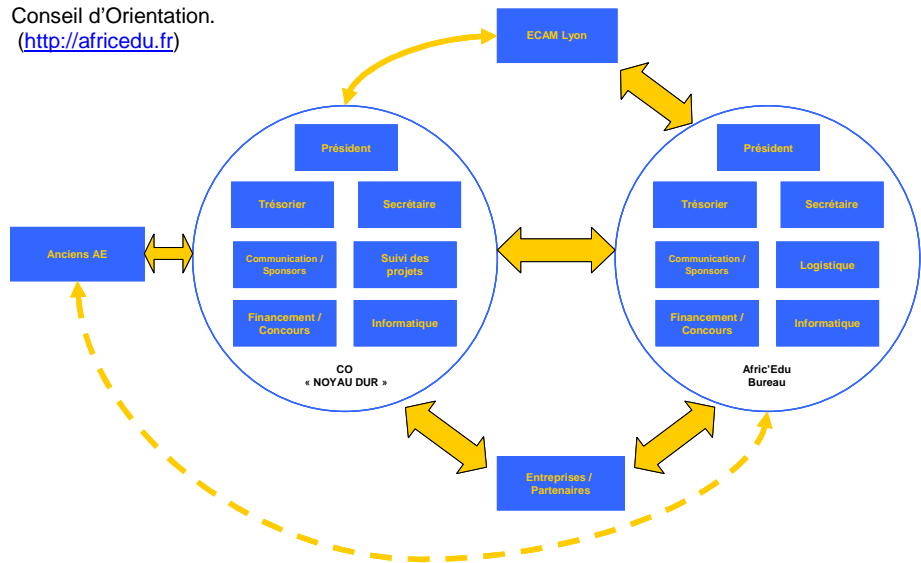 Conseil d'Orientation.
(http://africedu.fr)
ECAM Lyon
Président
Trésorier
Secrétaire
Communication /
Sponsors
Suivi des
projets
Financement /
Concours
Informatique
CO
« NOYAU DUR »
Anciens AE
Président
Trésorier
Secrétaire
Communication /
Sponsors
Logistique
Financement /
Concours
Informatique
Afric'Edu
Bureau
Entreprises /
Partenaires